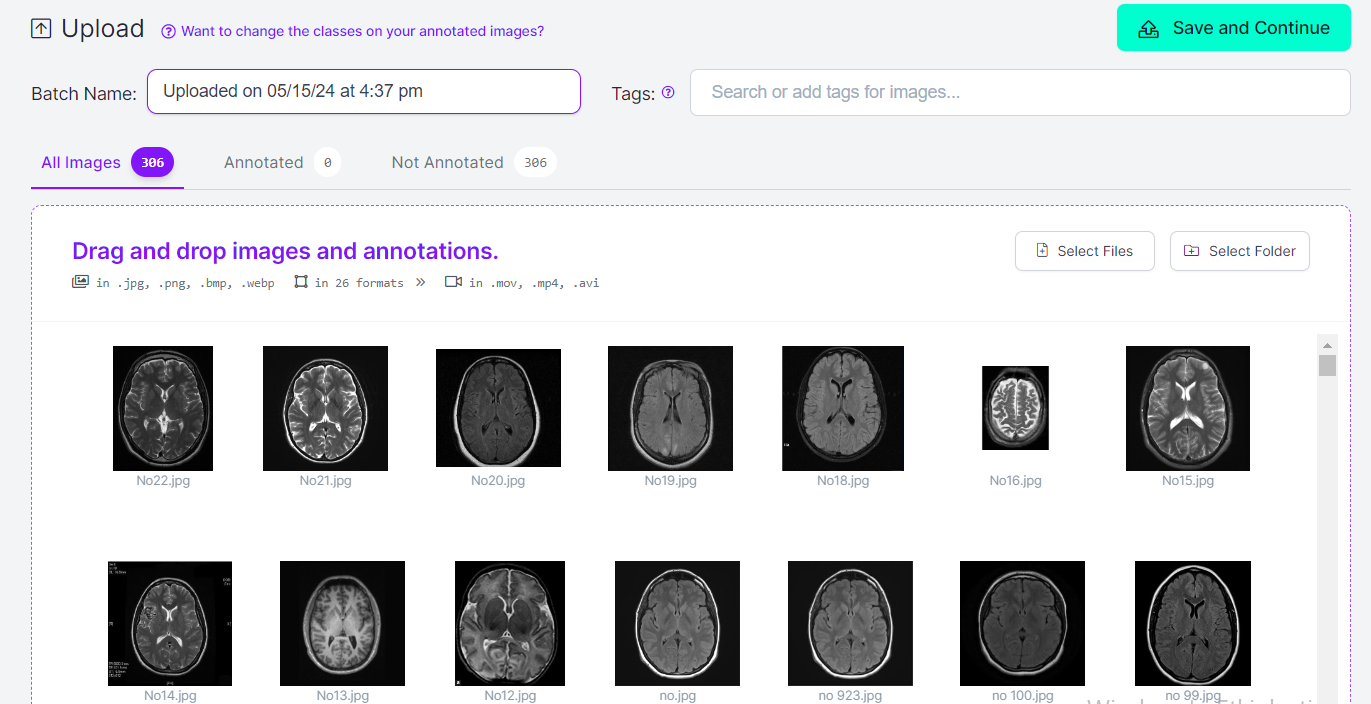 Upload
Want to change the classes on your annotated images?
Save and Continue
Batch Name:
Uploaded on 05/15/24 at 4:37 pm
Tags:
Search or add tags for images...
All Images 306
Annotated 0
Not Annotated 306
Drag and drop images and annotations.
Select Files
Select Folder
in .jpg, .png, .bmp, .webp
in 26 formats »
in .mov, .mp4, .avi
No22.jpg
No21.jpg
No20.jpg
No19.jpg
No18.jpg
No16.jpg
No15.jpg
No14.jpg
No13.jpg
No12.jpg
no.jpg
no 923.jpg
no 100.jpg
no 99.jpg